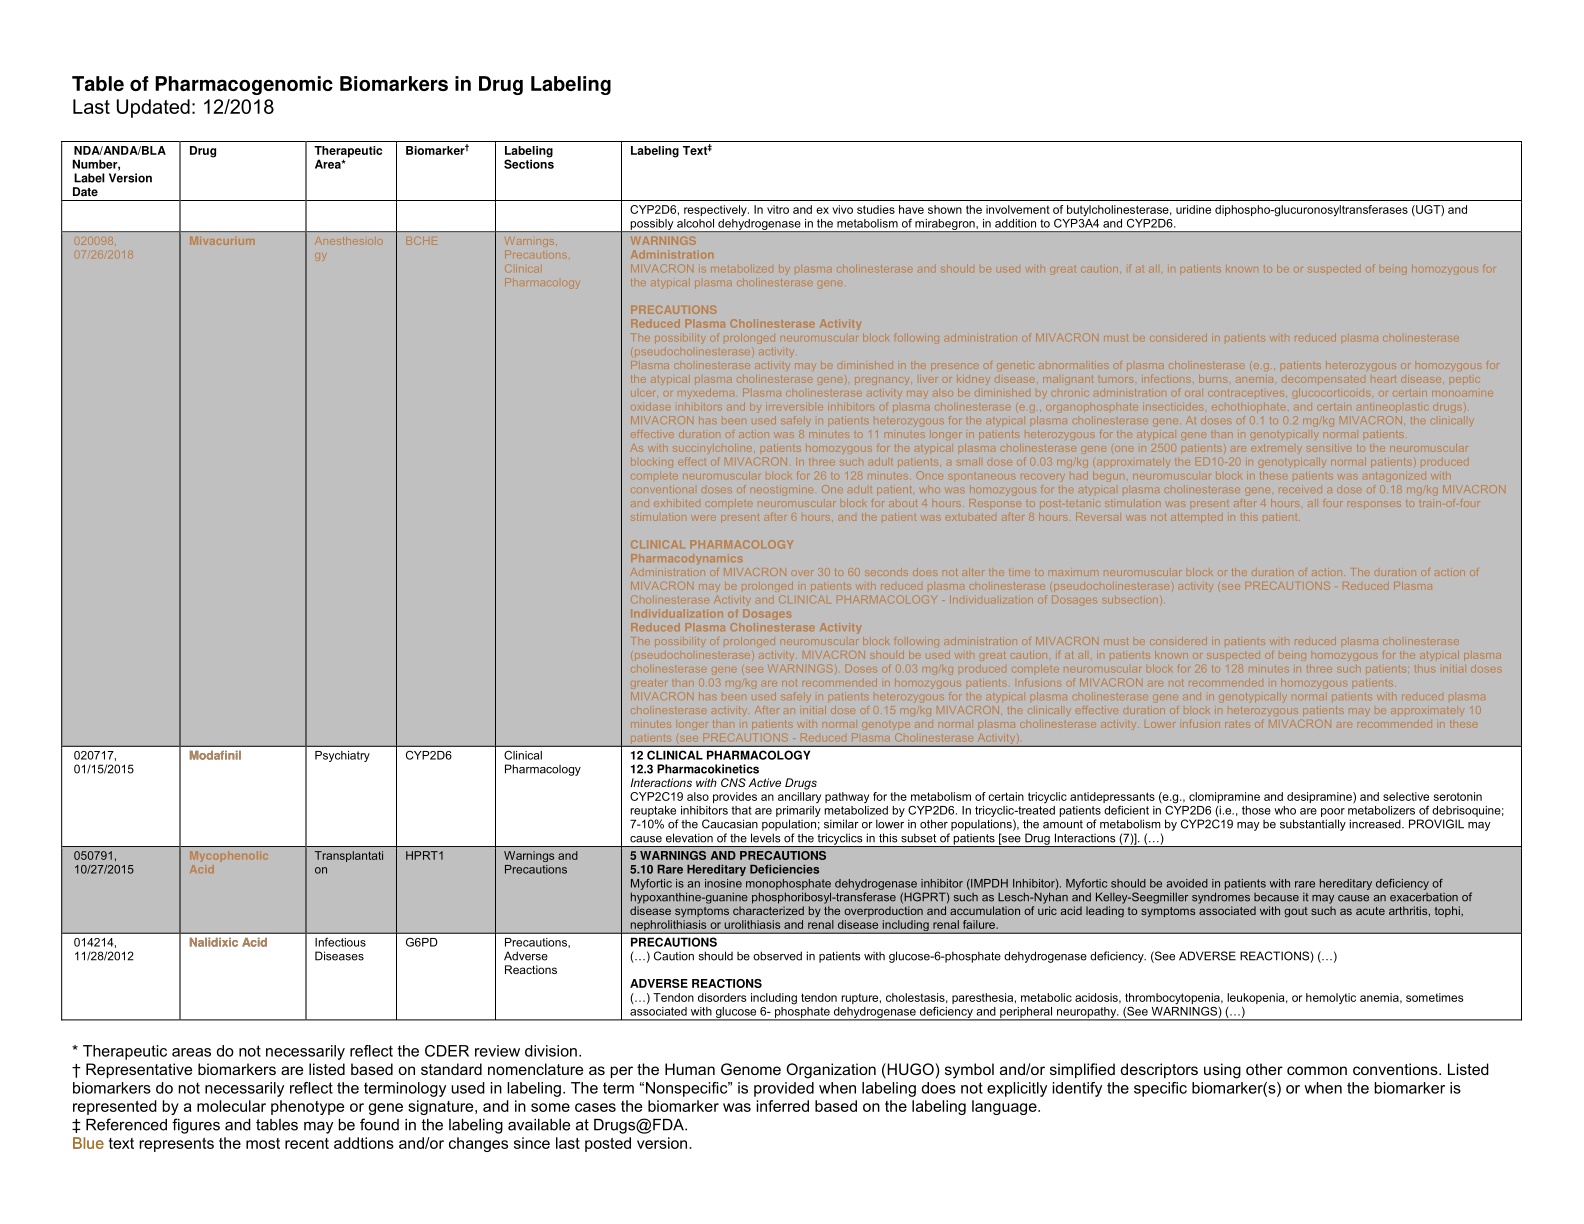 Table of Pharmacogenomic Biomarkers in Drug Labeling
Last Updated: 12/2018
NDA/ANDA/BLA
Number,
Label Version
Date
Drug
Therapeutic
Area*
Biomarker†
Labeling
Sections
Labeling Text‡
CYP2D6, respectively. In vitro and ex vivo studies have shown the involvement of butylcholinesterase, uridine diphospho-glucuronosyltransferases (UGT) and
possibly alcohol dehydrogenase in the metabolism of mirabegron, in addition to CYP3A4 and CYP2D6.
020098,
07/26/2018
Mivacurium
Anesthesiolo
gy
BCHE
Warnings,
Precautions,
Clinical
Pharmacology
WARNINGS
Administration
MIVACRON is metabolized by plasma cholinesterase and should be used with great caution, if at all, in patients known to be or suspected of being homozygous for
the atypical plasma cholinesterase gene.
PRECAUTIONS
Reduced Plasma Cholinesterase Activity
The possibility of prolonged neuromuscular block following administration of MIVACRON must be considered in patients with reduced plasma cholinesterase
(pseudocholinesterase) activity.
Plasma cholinesterase activity may be diminished in the presence of genetic abnormalities of plasma cholinesterase (e.g., patients heterozygous or homozygous for
the atypical plasma cholinesterase gene), pregnancy, liver or kidney disease, malignant tumors, infections, burns, anemia, decompensated heart disease, peptic
ulcer, or myxedema. Plasma cholinesterase activity may also be diminished by chronic administration of oral contraceptives, glucocorticoids, or certain monoamine
oxidase inhibitors and by irreversible inhibitors of plasma cholinesterase (e.g., organophosphate insecticides, echothiophate, and certain antineoplastic drugs).
MIVACRON has been used safely in patients heterozygous for the atypical plasma cholinesterase gene. At doses of 0.1 to 0.2 mg/kg MIVACRON, the clinically
effective duration of action was 8 minutes to 11 minutes longer in patients heterozygous for the atypical gene than in genotypically normal patients.
As with succinylcholine, patients homozygous for the atypical plasma cholinesterase gene (one in 2500 patients) are extremely sensitive to the neuromuscular
blocking effect of MIVACRON. In three such adult patients, a small dose of 0.03 mg/kg (approximately the ED10-20 in genotypically normal patients) produced
complete neuromuscular block for 26 to 128 minutes. Once spontaneous recovery had begun, neuromuscular block in these patients was antagonized with
conventional doses of neostigmine. One adult patient, who was homozygous for the atypical plasma cholinesterase gene, received a dose of 0.18 mg/kg MIVACRON
and exhibited complete neuromuscular block for about 4 hours. Response to post-tetanic stimulation was present after 4 hours, all four responses to train-of-four
stimulation were present after 6 hours, and the patient was extubated after 8 hours. Reversal was not attempted in this patient.
CLINICAL PHARMACOLOGY
Pharmacodynamics
Administration of MIVACRON over 30 to 60 seconds does not alter the time to maximum neuromuscular block or the duration of action. The duration of action of
MIVACRON may be prolonged in patients with reduced plasma cholinesterase (pseudocholinesterase) activity (see PRECAUTIONS - Reduced Plasma
Cholinesterase Activity and CLINICAL PHARMACOLOGY - Individualization of Dosages subsection).
Individualization of Dosages
Reduced Plasma Cholinesterase Activity
The possibility of prolonged neuromuscular block following administration of MIVACRON must be considered in patients with reduced plasma cholinesterase
(pseudocholinesterase) activity. MIVACRON should be used with great caution, if at all, in patients known or suspected of being homozygous for the atypical plasma
cholinesterase gene (see WARNINGS). Doses of 0.03 mg/kg produced complete neuromuscular block for 26 to 128 minutes in three such patients; thus initial doses
greater than 0.03 mg/kg are not recommended in homozygous patients. Infusions of MIVACRON are not recommended in homozygous patients.
MIVACRON has been used safely in patients heterozygous for the atypical plasma cholinesterase gene and in genotypically normal patients with reduced plasma
cholinesterase activity. After an initial dose of 0.15 mg/kg MIVACRON, the clinically effective duration of block in heterozygous patients may be approximately 10
minutes longer than in patients with normal genotype and normal plasma cholinesterase activity. Lower infusion rates of MIVACRON are recommended in these
patients (see PRECAUTIONS - Reduced Plasma Cholinesterase Activity).
020717,
01/15/2015
Modafinil
Psychiatry
CYP2D6
Clinical
Pharmacology
12 CLINICAL PHARMACOLOGY
12.3 Pharmacokinetics
Interactions with CNS Active Drugs
CYP2C19 also provides an ancillary pathway for the metabolism of certain tricyclic antidepressants (e.g., clomipramine and desipramine) and selective serotonin
reuptake inhibitors that are primarily metabolized by CYP2D6. In tricyclic-treated patients deficient in CYP2D6 (i.e., those who are poor metabolizers of debrisoquine;
7-10% of the Caucasian population; similar or lower in other populations), the amount of metabolism by CYP2C19 may be substantially increased. PROVIGIL may
cause elevation of the levels of the tricyclics in this subset of patients [see Drug Interactions (7)]. (…)
050791,
10/27/2015
Mycophenolic
Acid
Transplantati
on
HPRT1
Warnings and
Precautions
5 WARNINGS AND PRECAUTIONS
5.10 Rare Hereditary Deficiencies
Myfortic is an inosine monophosphate dehydrogenase inhibitor (IMPDH Inhibitor). Myfortic should be avoided in patients with rare hereditary deficiency of
hypoxanthine-guanine phosphoribosyl-transferase (HGPRT) such as Lesch-Nyhan and Kelley-Seegmiller syndromes because it may cause an exacerbation of
disease symptoms characterized by the overproduction and accumulation of uric acid leading to symptoms associated with gout such as acute arthritis, tophi,
nephrolithiasis or urolithiasis and renal disease including renal failure.
014214,
11/28/2012
Nalidixic Acid
Infectious
Diseases
G6PD
Precautions,
Adverse
Reactions
PRECAUTIONS
(…) Caution should be observed in patients with glucose-6-phosphate dehydrogenase deficiency. (See ADVERSE REACTIONS) (…)
ADVERSE REACTIONS
(…) Tendon disorders including tendon rupture, cholestasis, paresthesia, metabolic acidosis, thrombocytopenia, leukopenia, or hemolytic anemia, sometimes
associated with glucose 6- phosphate dehydrogenase deficiency and peripheral neuropathy. (See WARNINGS) (…)
* Therapeutic areas do not necessarily reflect the CDER review division.
† Representative biomarkers are listed based on standard nomenclature as per the Human Genome Organization (HUGO) symbol and/or simplified descriptors using other common conventions. Listed
biomarkers do not necessarily reflect the terminology used in labeling. The term “Nonspecific” is provided when labeling does not explicitly identify the specific biomarker(s) or when the biomarker is
represented by a molecular phenotype or gene signature, and in some cases the biomarker was inferred based on the labeling language.
‡ Referenced figures and tables may be found in the labeling available at Drugs@FDA.
Blue text represents the most recent addtions and/or changes since last posted version.